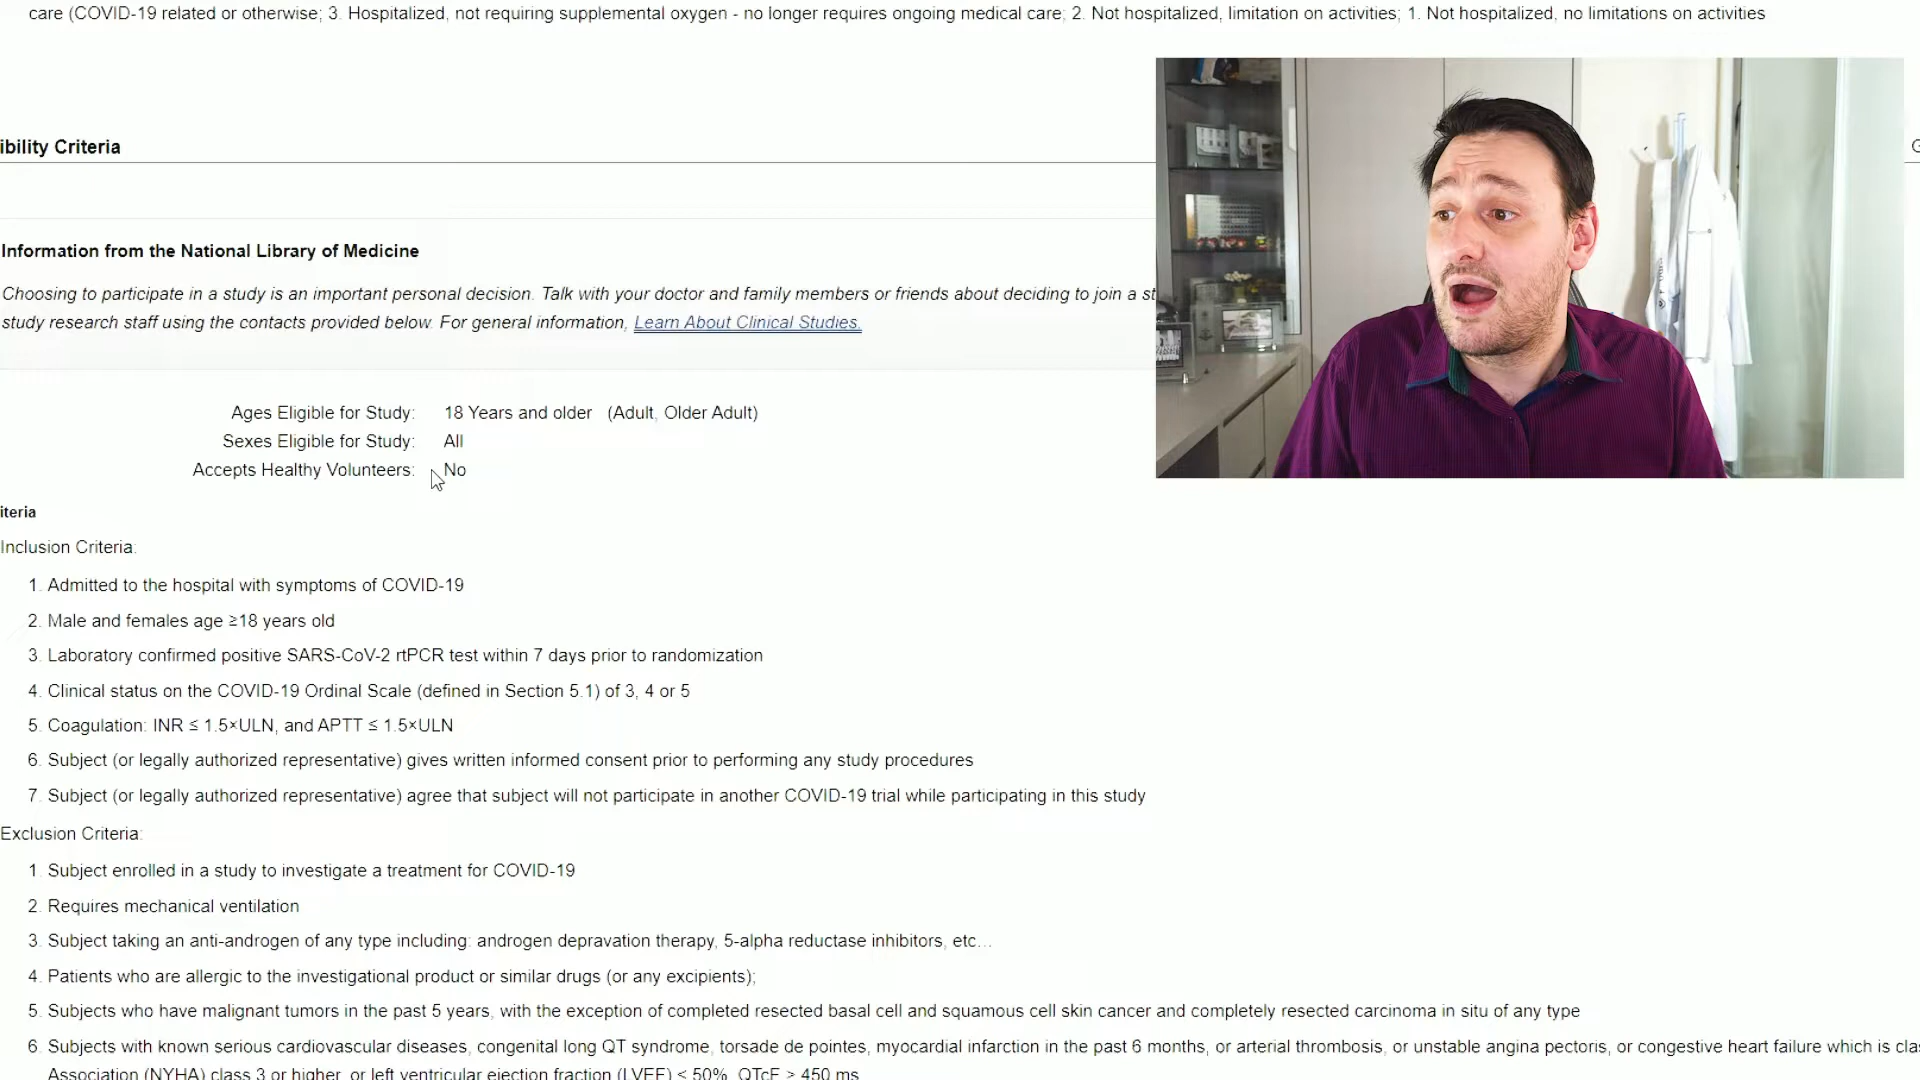 care (COVID-19 related or otherwise; 3. Hospitalized, not requiring supplemental oxygen - no longer requires ongoing medical care; 2. Not hospitalized, limitation on activities; 1. Not hospitalized, no limitations on activities
ibility Criteria
Information from the National Library of Medicine
Choosing to participate in a study is an important personal decision. Talk with your doctor and family members or friends about deciding to join a st
study research staff using the contacts provided below. For general information, Learn About Clinical Studies.
Ages Eligible for Study: 18 Years and older (Adult, Older Adult)
Sexes Eligible for Study: All
Accepts Healthy Volunteers: No
iteria
Inclusion Criteria:
1. Admitted to the hospital with symptoms of COVID-19
2. Male and females age ≥18 years old
3. Laboratory confirmed positive SARS-CoV-2 rtPCR test within 7 days prior to randomization
4. Clinical status on the COVID-19 Ordinal Scale (defined in Section 5.1) of 3, 4 or 5
5. Coagulation: INR ≤ 1.5×ULN, and APTT ≤ 1.5×ULN
6. Subject (or legally authorized representative) gives written informed consent prior to performing any study procedures
7. Subject (or legally authorized representative) agree that subject will not participate in another COVID-19 trial while participating in this study
Exclusion Criteria:
1. Subject enrolled in a study to investigate a treatment for COVID-19
2. Requires mechanical ventilation
3. Subject taking an anti-androgen of any type including: androgen depravation therapy, 5-alpha reductase inhibitors, etc...
4. Patients who are allergic to the investigational product or similar drugs (or any excipients);
5. Subjects who have malignant tumors in the past 5 years, with the exception of completed resected basal cell and squamous cell skin cancer and completely resected carcinoma in situ of any type
6. Subjects with known serious cardiovascular diseases, congenital long QT syndrome, torsade de pointes, myocardial infarction in the past 6 months, or arterial thrombosis, or unstable angina pectoris, or congestive heart failure which is cla
Association (NYHA) class 3 or higher, or left ventricular ejection fraction (LVEF) < 50%, QTcF > 450 ms